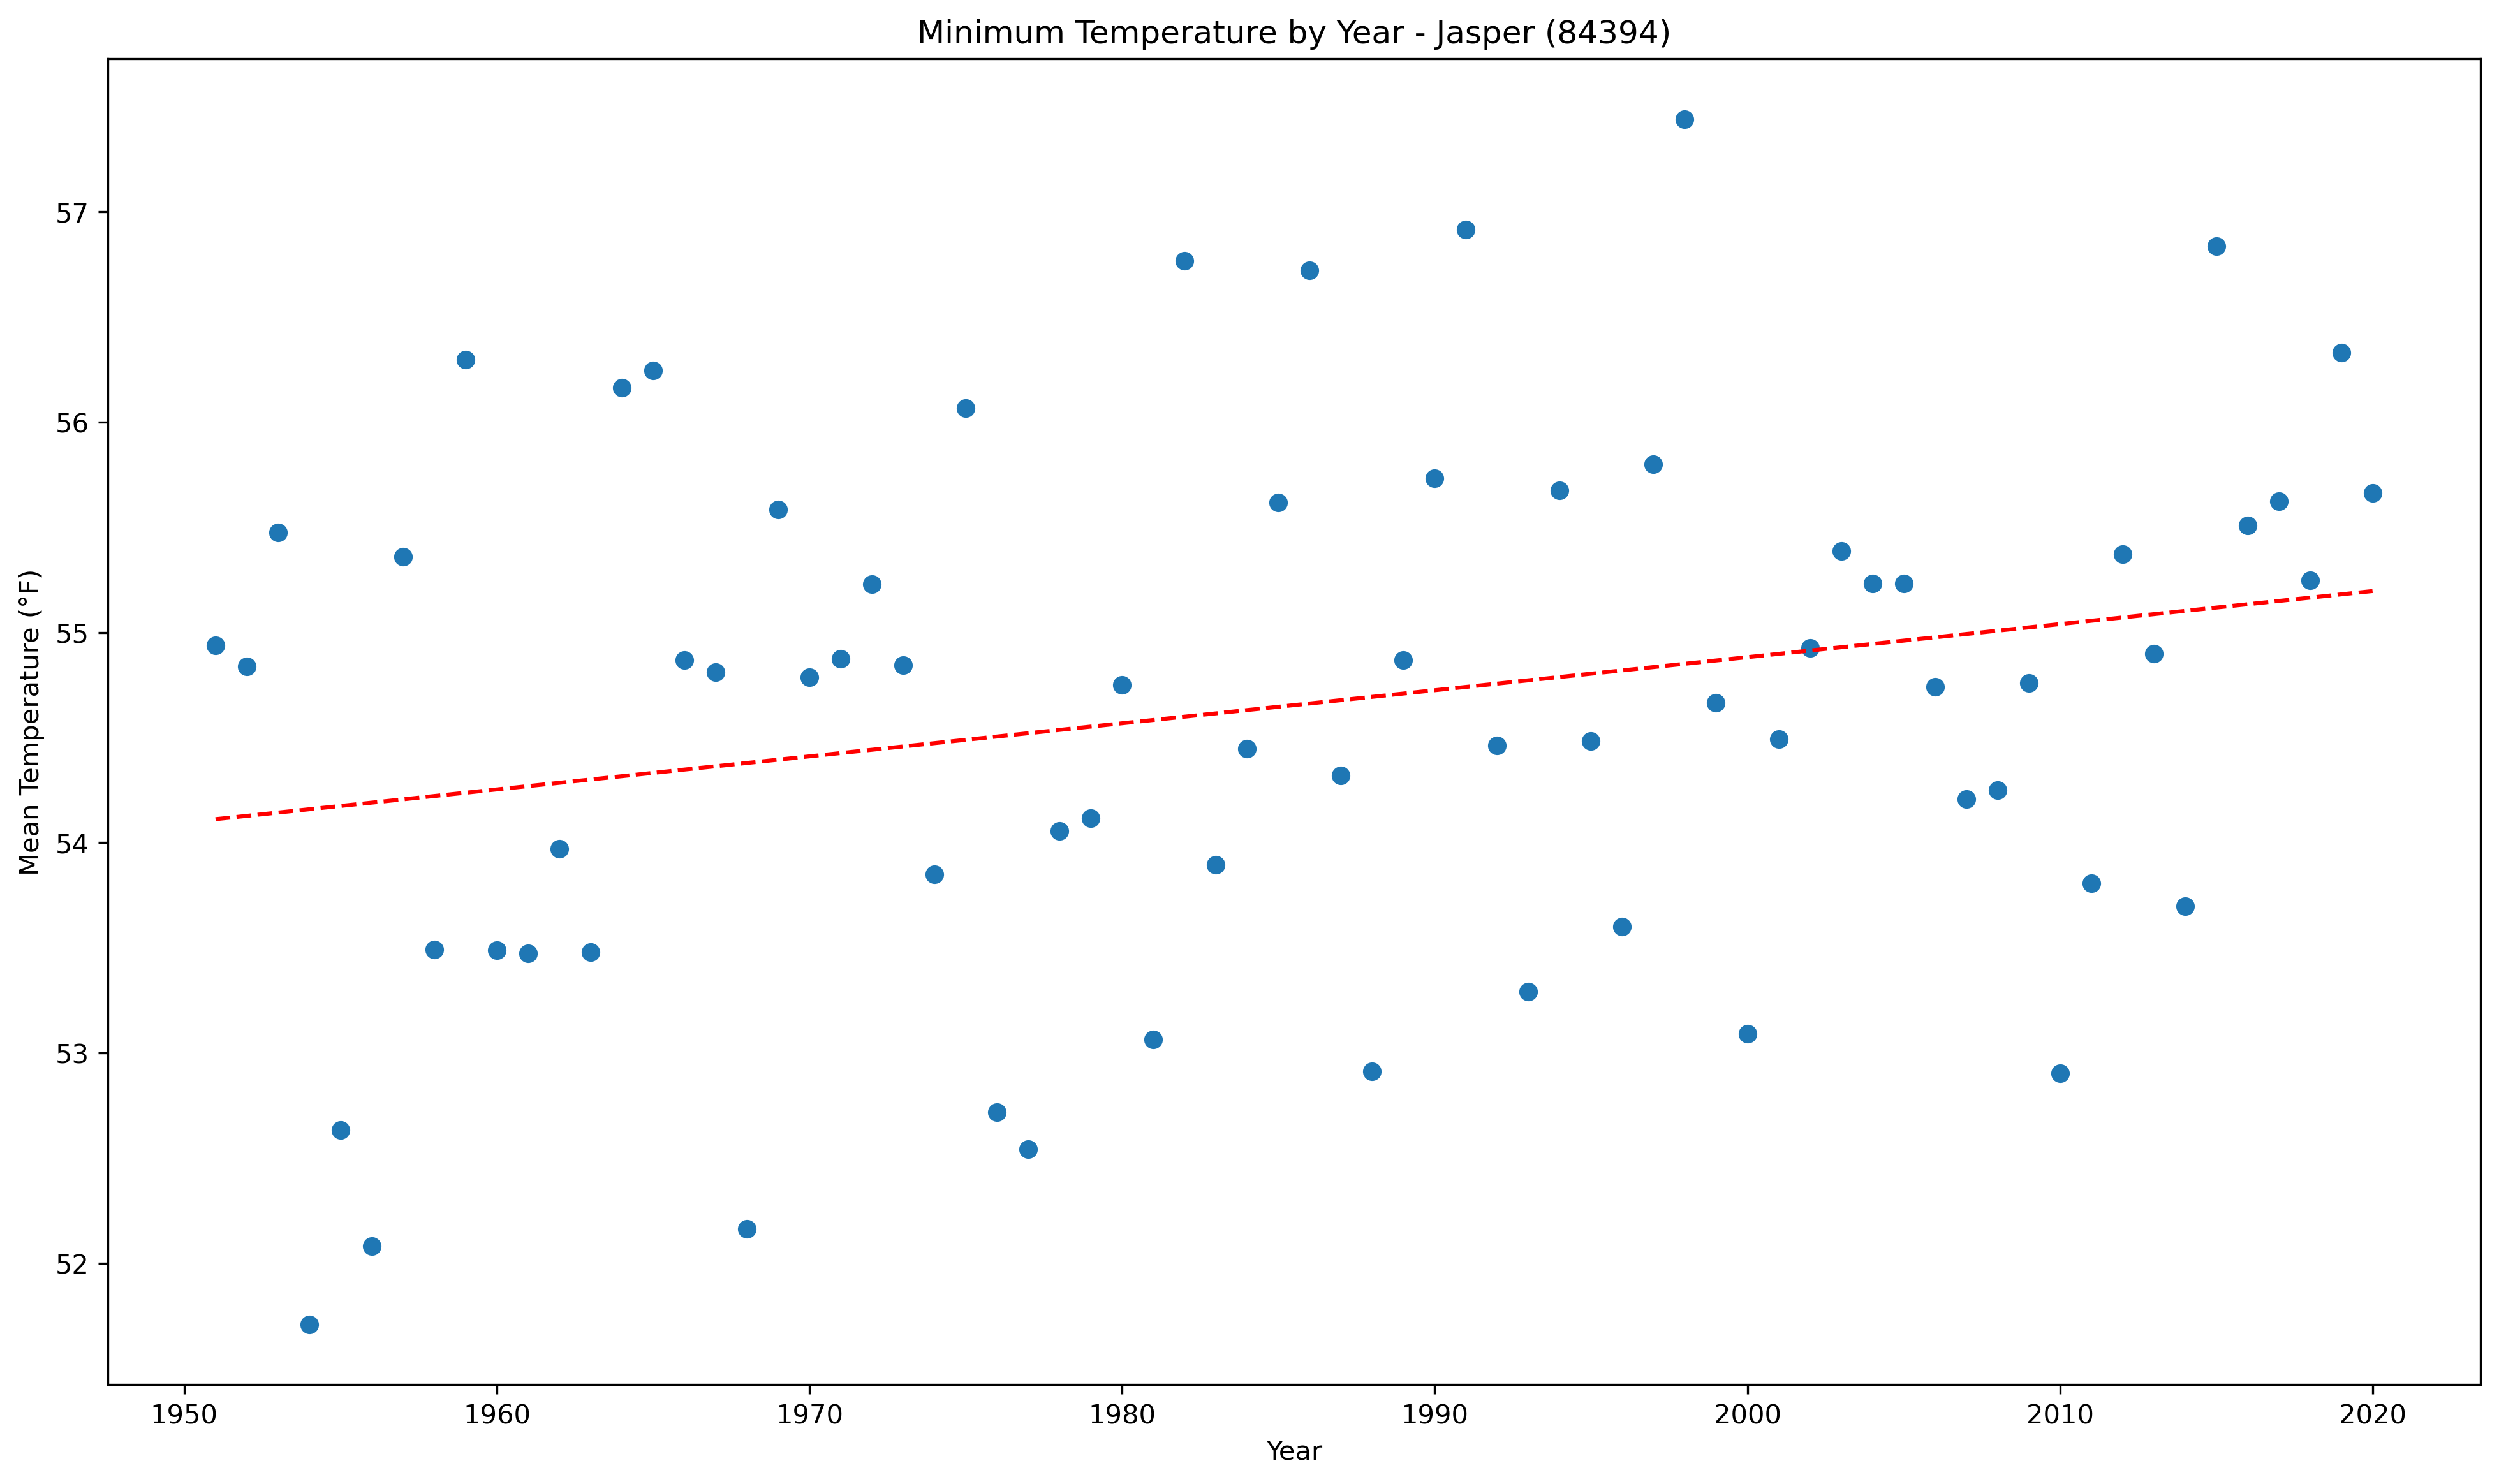 Minimum Temperature by Year - Jasper (84394)
Mean Temperature (°F)
57
56
55
54
53
52
1950 1960 1970 1980 1990 2000 2010 2020
Year